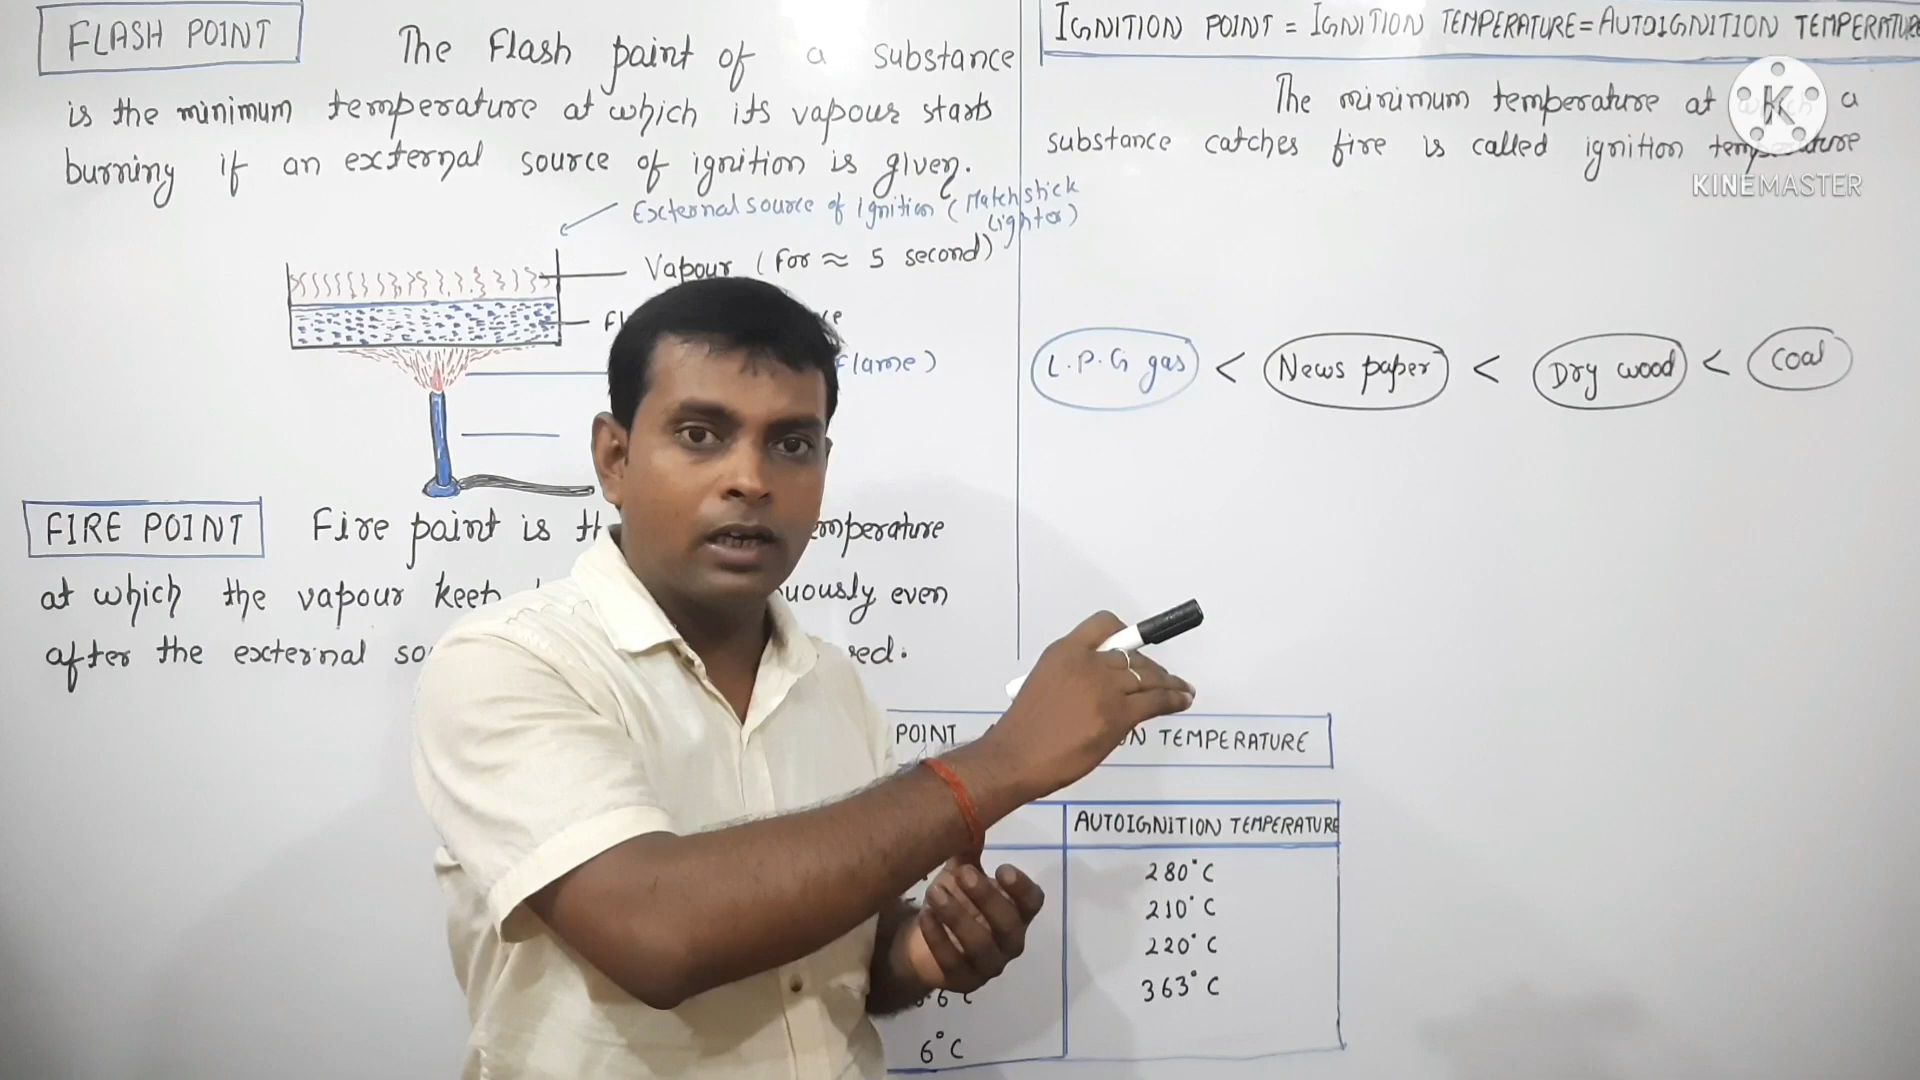 FLASH POINT
The Flash point of a substance
is the minimum temperature at which its vapour starts
burning if an external source of ignition is given.
External source of ignition (Matchstick
Lighter)
Vapour (for ≈ 5 second)
Flame)
FIRE POINT
Fire point is
at which the vapour keep even
after the external
IGNITION POINT = IGNITION TEMPERATURE = AUTOIGNITION TEMPERATURE
The minimum temperature at which a
substance catches fire is called ignition temperature
KINEMASTER
L.P.G gas < News paper < Dry wood < Coal
POINT TEMPERATURE
AUTOIGNITION TEMPERATURE
280°C
210°C
220°C
363°C
6°C